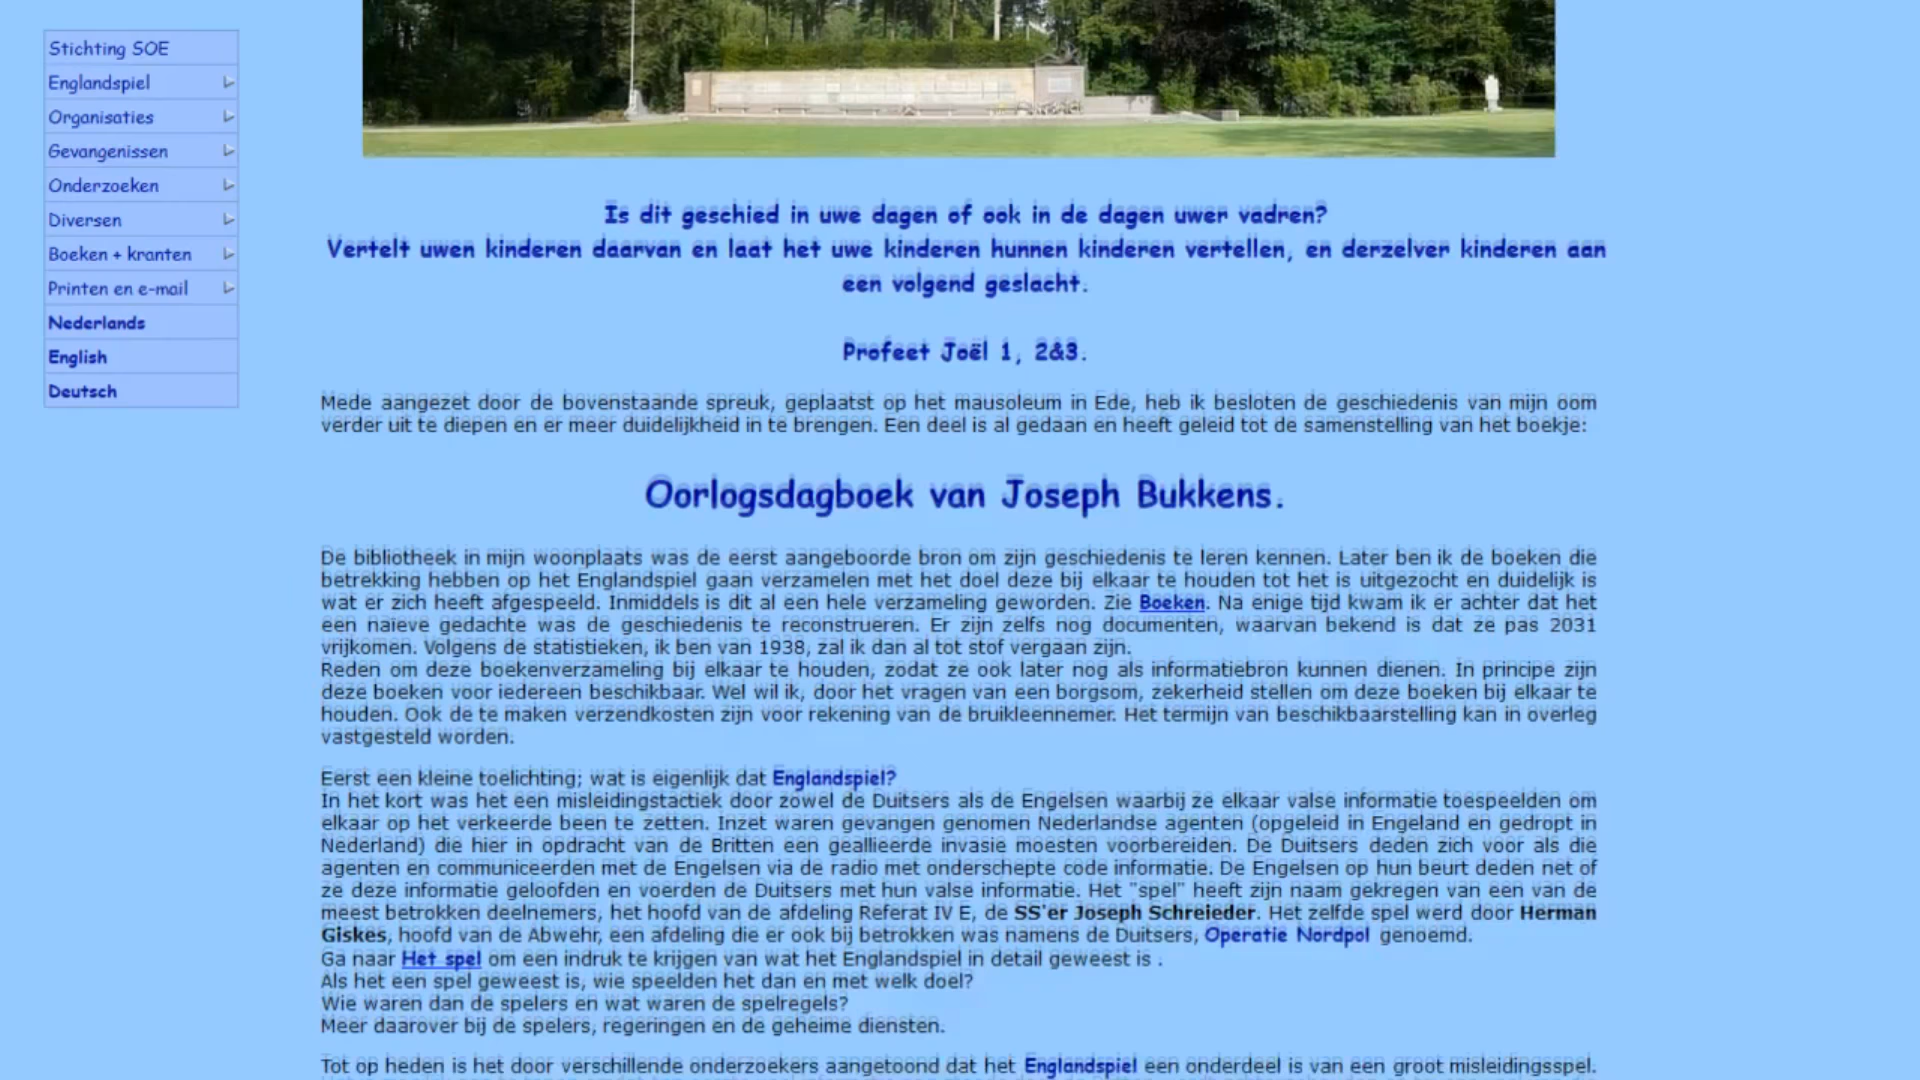 Stichting SOE
Englandspiel
Organisaties
Gevangenissen
Onderzoeken
Diversen
Boeken + kranten
Printen en e-mail
Nederlands
English
Deutsch
Is dit geschied in uwe dagen of ook in de dagen uwer vadren?
Vertelt uwen kinderen daarvan en laat het uwe kinderen hunnen kinderen vertellen, en derzelver kinderen aan
een volgend geslacht.
Profeet Joël 1, 2&3.
Mede aangezet door de bovenstaande spreuk, geplaatst op het mausoleum in Ede, heb ik besloten de geschiedenis van mijn oom
verder uit te diepen en er meer duidelijkheid in te brengen. Een deel is al gedaan en heeft geleid tot de samenstelling van het boekje:
Oorlogsdagboek van Joseph Bukkens.
De bibliotheek in mijn woonplaats was de eerst aangeboorde bron om zijn geschiedenis te leren kennen. Later ben ik de boeken die
betrekking hebben op het Englandspiel gaan verzamelen met het doel deze bij elkaar te houden tot het is uitgezocht en duidelijk is
wat er zich heeft afgespeeld. Inmiddels is dit al een hele verzameling geworden. Zie Boeken. Na enige tijd kwam ik er achter dat het
een naïeve gedachte was de geschiedenis te reconstrueren. Er zijn zelfs nog documenten, waarvan bekend is dat ze pas 2031
vrijkomen. Volgens de statistieken, ik ben van 1938, zal ik dan al tot stof vergaan zijn.
Reden om deze boekenverzameling bij elkaar te houden, zodat ze ook later nog als informatiebron kunnen dienen. In principe zijn
deze boeken voor iedereen beschikbaar. Wel wil ik, door het vragen van een borgsom, zekerheid stellen om deze boeken bij elkaar te
houden. Ook de te maken verzendkosten zijn voor rekening van de bruikleennemer. Het termijn van beschikbaarstelling kan in overleg
vastgesteld worden.
Eerst een kleine toelichting; wat is eigenlijk dat Englandspiel?
In het kort was het een misleidingstactiek door zowel de Duitsers als de Engelsen waarbij ze elkaar valse informatie toespeelden om
elkaar op het verkeerde been te zetten. Inzet waren gevangen genomen Nederlandse agenten (opgeleid in Engeland en gedropt in
Nederland) die hier in opdracht van de Britten een geallieerde invasie moesten voorbereiden. De Duitsers deden zich voor als die
agenten en communiceerden met de Engelsen via de radio met onderschepte code informatie. De Engelsen op hun beurt deden net of
ze deze informatie geloofden en voerden de Duitsers met hun valse informatie. Het "spel" heeft zijn naam gekregen van een van de
meest betrokken deelnemers, het hoofd van de afdeling Referat IV E, de SS'er Joseph Schreieder. Het zelfde spel werd door Herman
Giskes, hoofd van de Abwehr, een afdeling die er ook bij betrokken was namens de Duitsers, Operatie Nordpol genoemd.
Ga naar Het spel om een indruk te krijgen van wat het Englandspiel in detail geweest is .
Als het een spel geweest is, wie speelden het dan en met welk doel?
Wie waren dan de spelers en wat waren de spelregels?
Meer daarover bij de spelers, regeringen en de geheime diensten.
Tot op heden is het door verschillende onderzoekers aangetoond dat het Englandspiel een onderdeel is van een groot misleidingsspel.